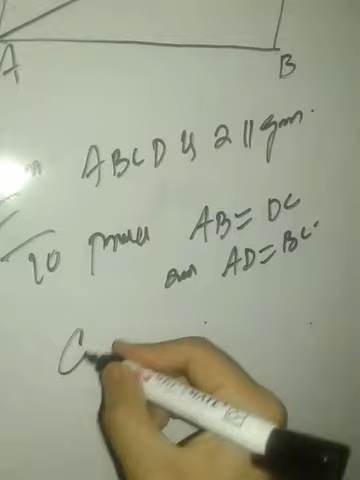 A B
ABCD is a ||gm.
To prove AB = DC
and AD = BC.